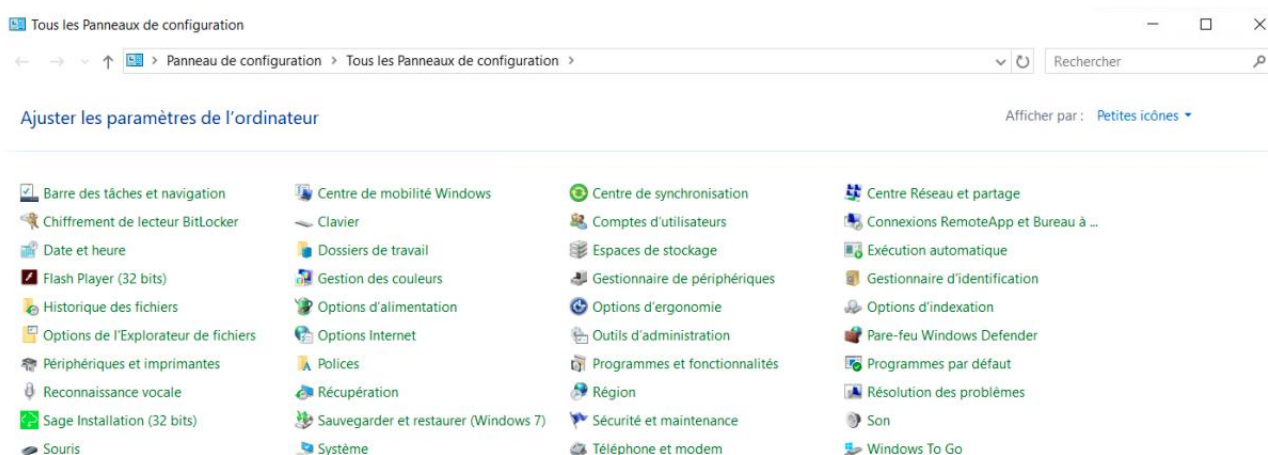 Tous les Panneaux de configuration
Panneau de configuration > Tous les Panneaux de configuration >
Rechercher
Ajuster les paramètres de l'ordinateur
Afficher par : Petites icônes
Barre des tâches et navigation
Centre de mobilité Windows
Centre de synchronisation
Centre Réseau et partage
Chiffrement de lecteur BitLocker
Clavier
Comptes d'utilisateurs
Connexions RemoteApp et Bureau à ...
Date et heure
Dossiers de travail
Espaces de stockage
Exécution automatique
Flash Player (32 bits)
Gestion des couleurs
Gestionnaire de périphériques
Gestionnaire d'identification
Historique des fichiers
Options d'alimentation
Options d'ergonomie
Options d'indexation
Options de l'Explorateur de fichiers
Options Internet
Outils d'administration
Pare-feu Windows Defender
Périphériques et imprimantes
Polices
Programmes et fonctionnalités
Programmes par défaut
Reconnaissance vocale
Récupération
Région
Résolution des problèmes
Sage Installation (32 bits)
Sauvegarder et restaurer (Windows 7)
Sécurité et maintenance
Son
Souris
Système
Téléphone et modem
Windows To Go